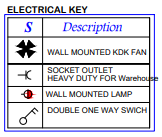 ELECTRICAL KEY
S Description
WALL MOUNTED KDK FAN
SOCKET OUTLET
HEAVY DUTY FOR Warehouse
WALL MOUNTED LAMP
DOUBLE ONE WAY SWICH